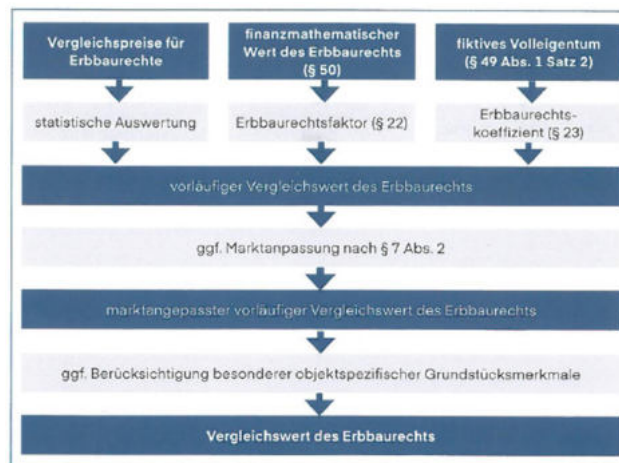 Vergleichspreise für
Erbbaurechte
finanzmathematischer
Wert des Erbbaurechts
(§ 50)
fiktives Volleigentum
(§ 49 Abs. 1 Satz 2)
statistische Auswertung
Erbbaurechtsfaktor (§ 22)
Erbbaurechts-
koeffizient (§ 23)
vorläufiger Vergleichswert des Erbbaurechts
ggf. Marktanpassung nach § 7 Abs. 2
marktangepasster vorläufiger Vergleichswert des Erbbaurechts
ggf. Berücksichtigung besonderer objektspezifischer Grundstücksmerkmale
Vergleichswert des Erbbaurechts